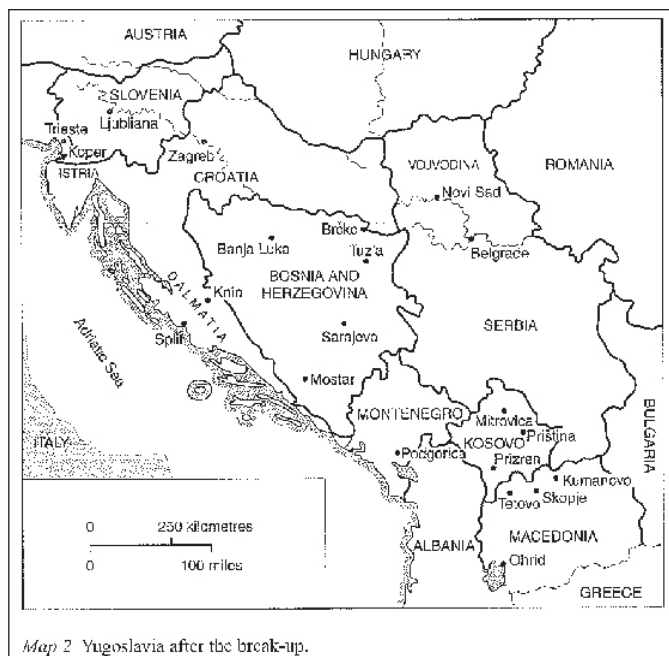 AUSTRIA
HUNGARY
SLOVENIA
Ljubljana
Trieste
Koper
ISTRIA
Zagreb
CROATIA
VOJVODINA
Novi Sad
ROMANIA
Brčko
Banja Luka
Tuz'a
Belgrade
BOSNIA AND
HERZEGOVINA
DALMATIA
Knin
SERBIA
Sarajevo
Split
Adriatic Sea
Mostar
MONTENEGRO
Mitrovica
KOSOVO
Pristina
BULGARIA
ITALY
Podgorica
Prizren
Kumanovo
Tetovo
Skopje
0 250 kilometres
0 100 miles
ALBANIA
MACEDONIA
Ohrid
GREECE
Map 2 Yugoslavia after the break-up.